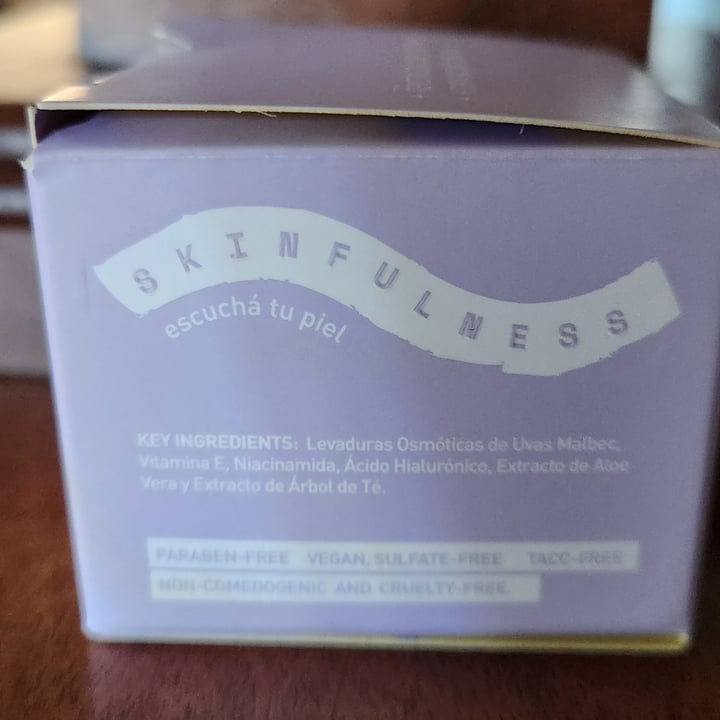 SKINFULNESS
escuchá tu piel
KEY INGREDIENTS: Levaduras Osmóticas de Uvas Malbec,
Vitamina E, Niacinamida, Ácido Hialurónico, Extracto de Aloe
Vera y Extracto de Árbol de Té.
PARABEN-FREE VEGAN, SULFATE-FREE TACC-FREE
NON-COMEDOGENIC AND CRUELTY-FREE.